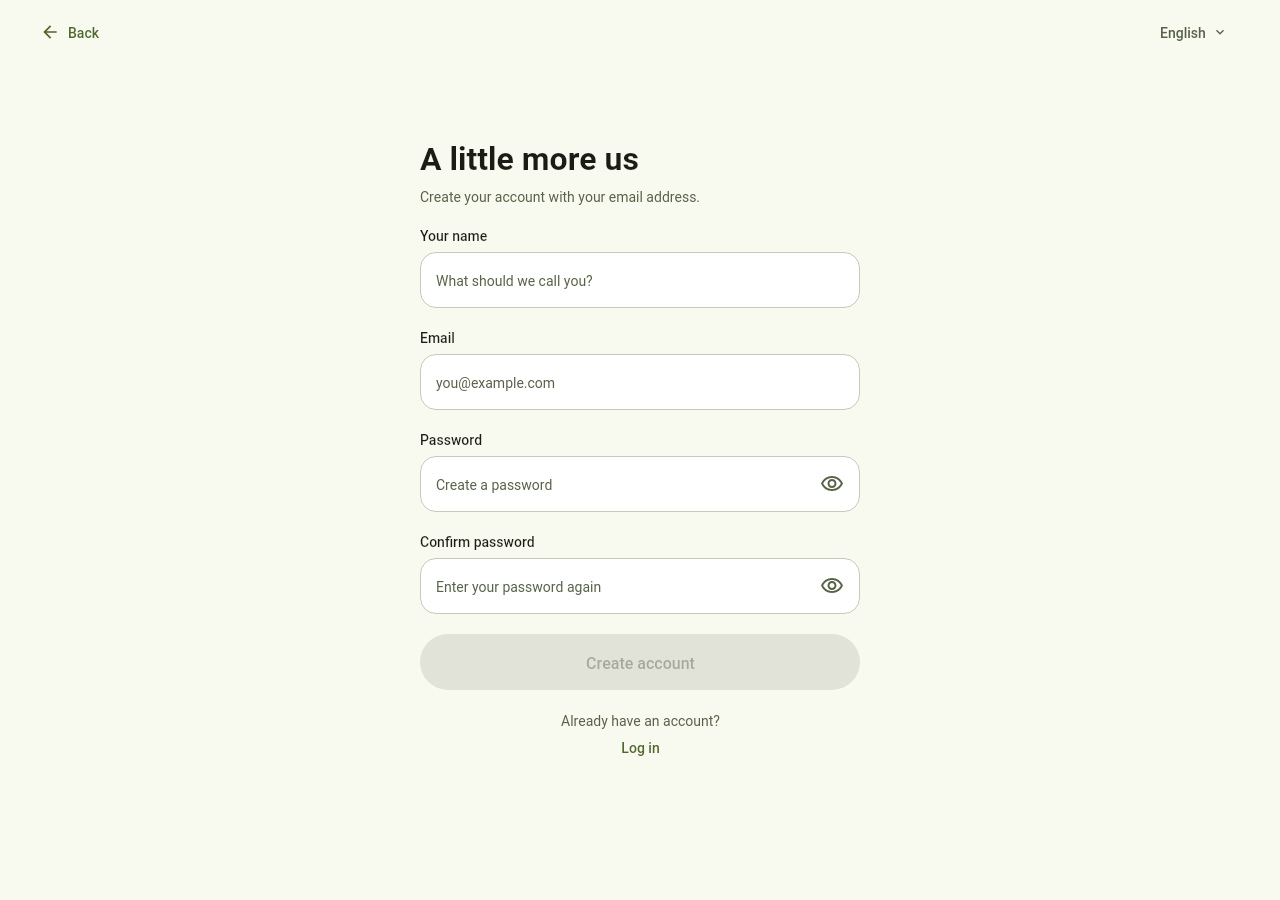 Back
English
A little more us
Create your account with your email address.
Your name
What should we call you?
Email
you@example.com
Password
Create a password
Confirm password
Enter your password again
Create account
Already have an account?
Log in